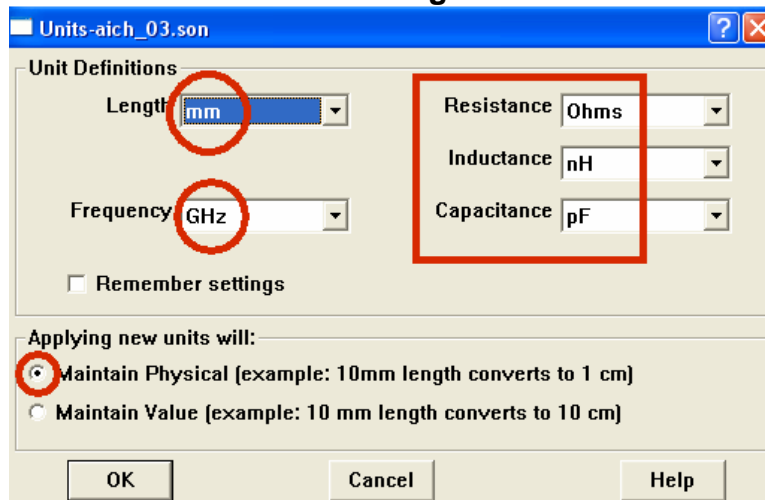 Units-aich_03.son
Unit Definitions
Length mm Resistance Ohms
Inductance nH
Frequency GHz Capacitance pF
Remember settings
Applying new units will:
Maintain Physical (example: 10mm length converts to 1 cm)
Maintain Value (example: 10 mm length converts to 10 cm)
OK Cancel Help